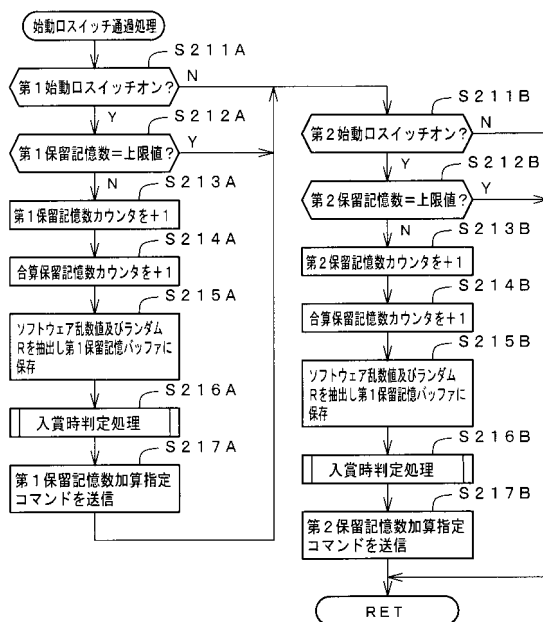 始動口スイッチ通過処理
S211A
第1始動口スイッチオン?
N
Y
S212A
第1保留記憶数=上限値?
Y
N
S213A
第1保留記憶数カウンタを+1
S214A
合算保留記憶数カウンタを+1
S215A
ソフトウェア乱数値及びランダム
Rを抽出し第1保留記憶バッファに
保存
S216A
入賞時判定処理
S217A
第1保留記憶数加算指定
コマンドを送信
S211B
第2始動口スイッチオン?
N
Y
S212B
第2保留記憶数=上限値?
Y
N
S213B
第2保留記憶数カウンタを+1
S214B
合算保留記憶数カウンタを+1
S215B
ソフトウェア乱数値及びランダム
Rを抽出し第1保留記憶バッファに
保存
S216B
入賞時判定処理
S217B
第2保留記憶数加算指定
コマンドを送信
RET